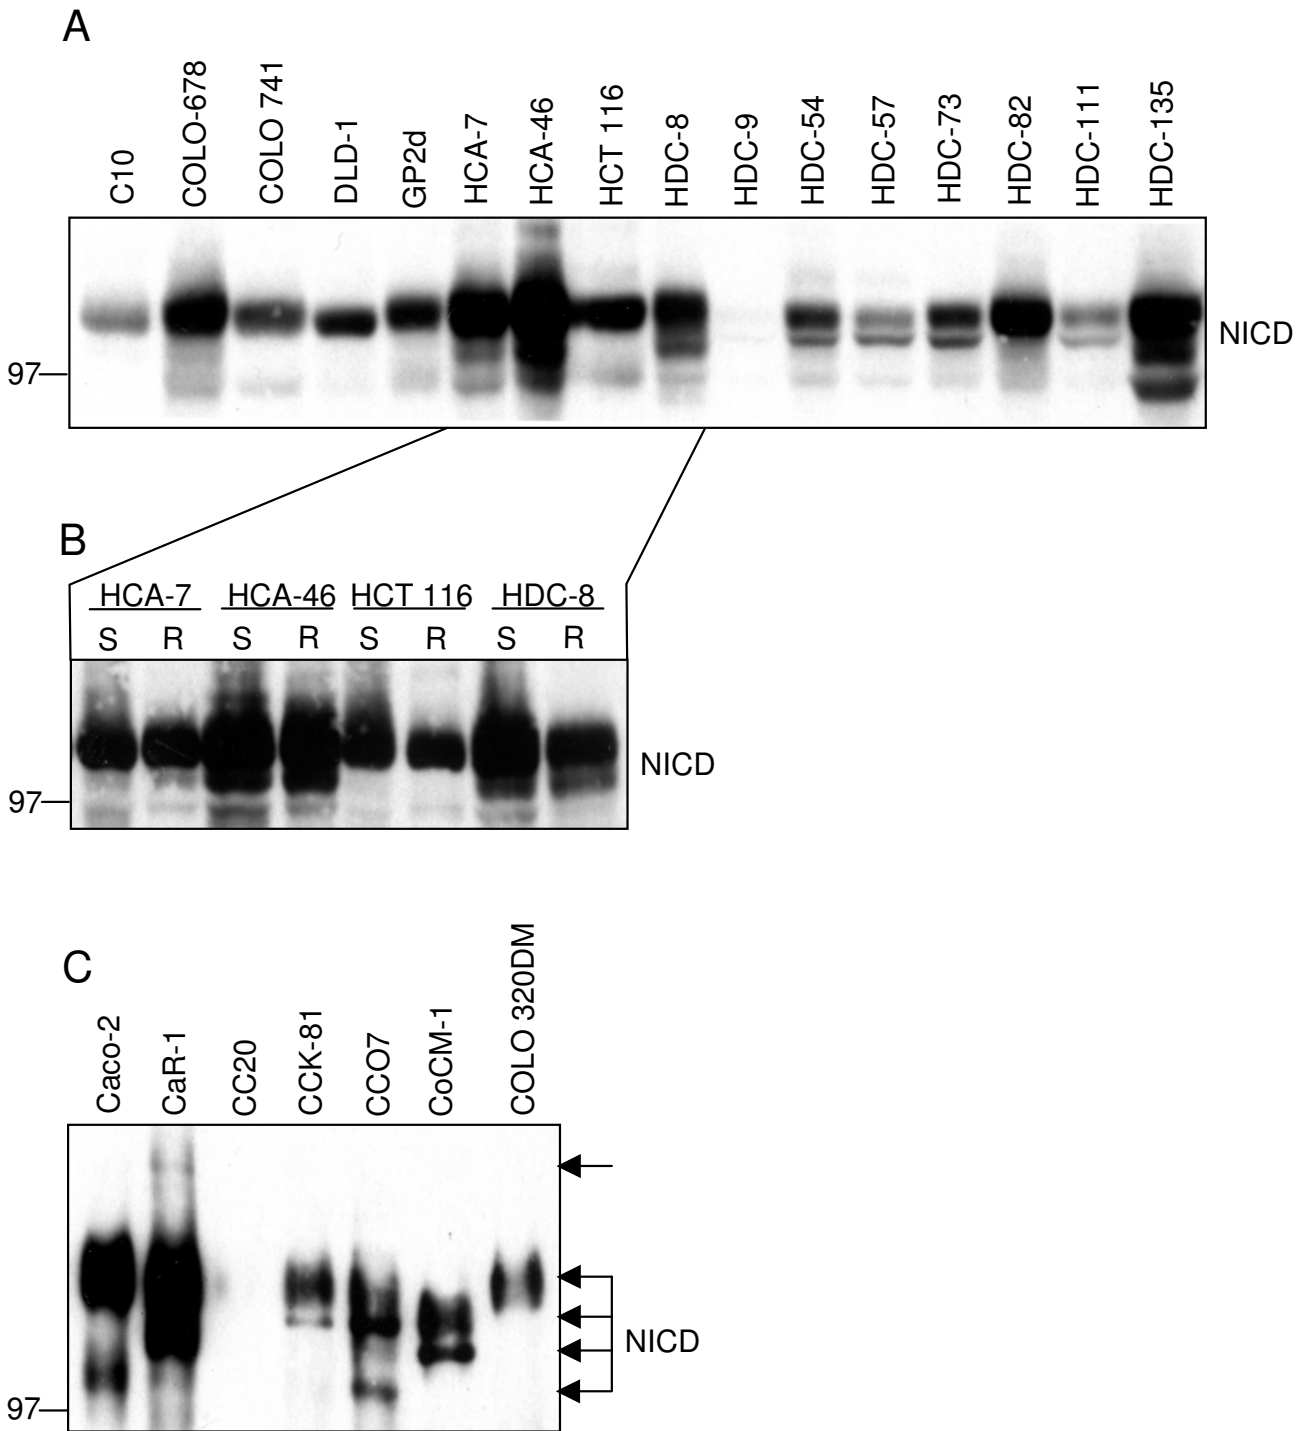 A
C10 COLO-678 COLO 741 DLD-1 GP2d HCA-7 HCA-46 HCT 116 HDC-8 HDC-9 HDC-54 HDC-57 HDC-73 HDC-82 HDC-111 HDC-135
NICD
97
B
HCA-7 HCA-46 HCT 116 HDC-8
S R S R S R S R
NICD
97
C
Caco-2 CaR-1 CC20 CCK-81 CCO7 CoCM-1 COLO 320DM
NICD
97